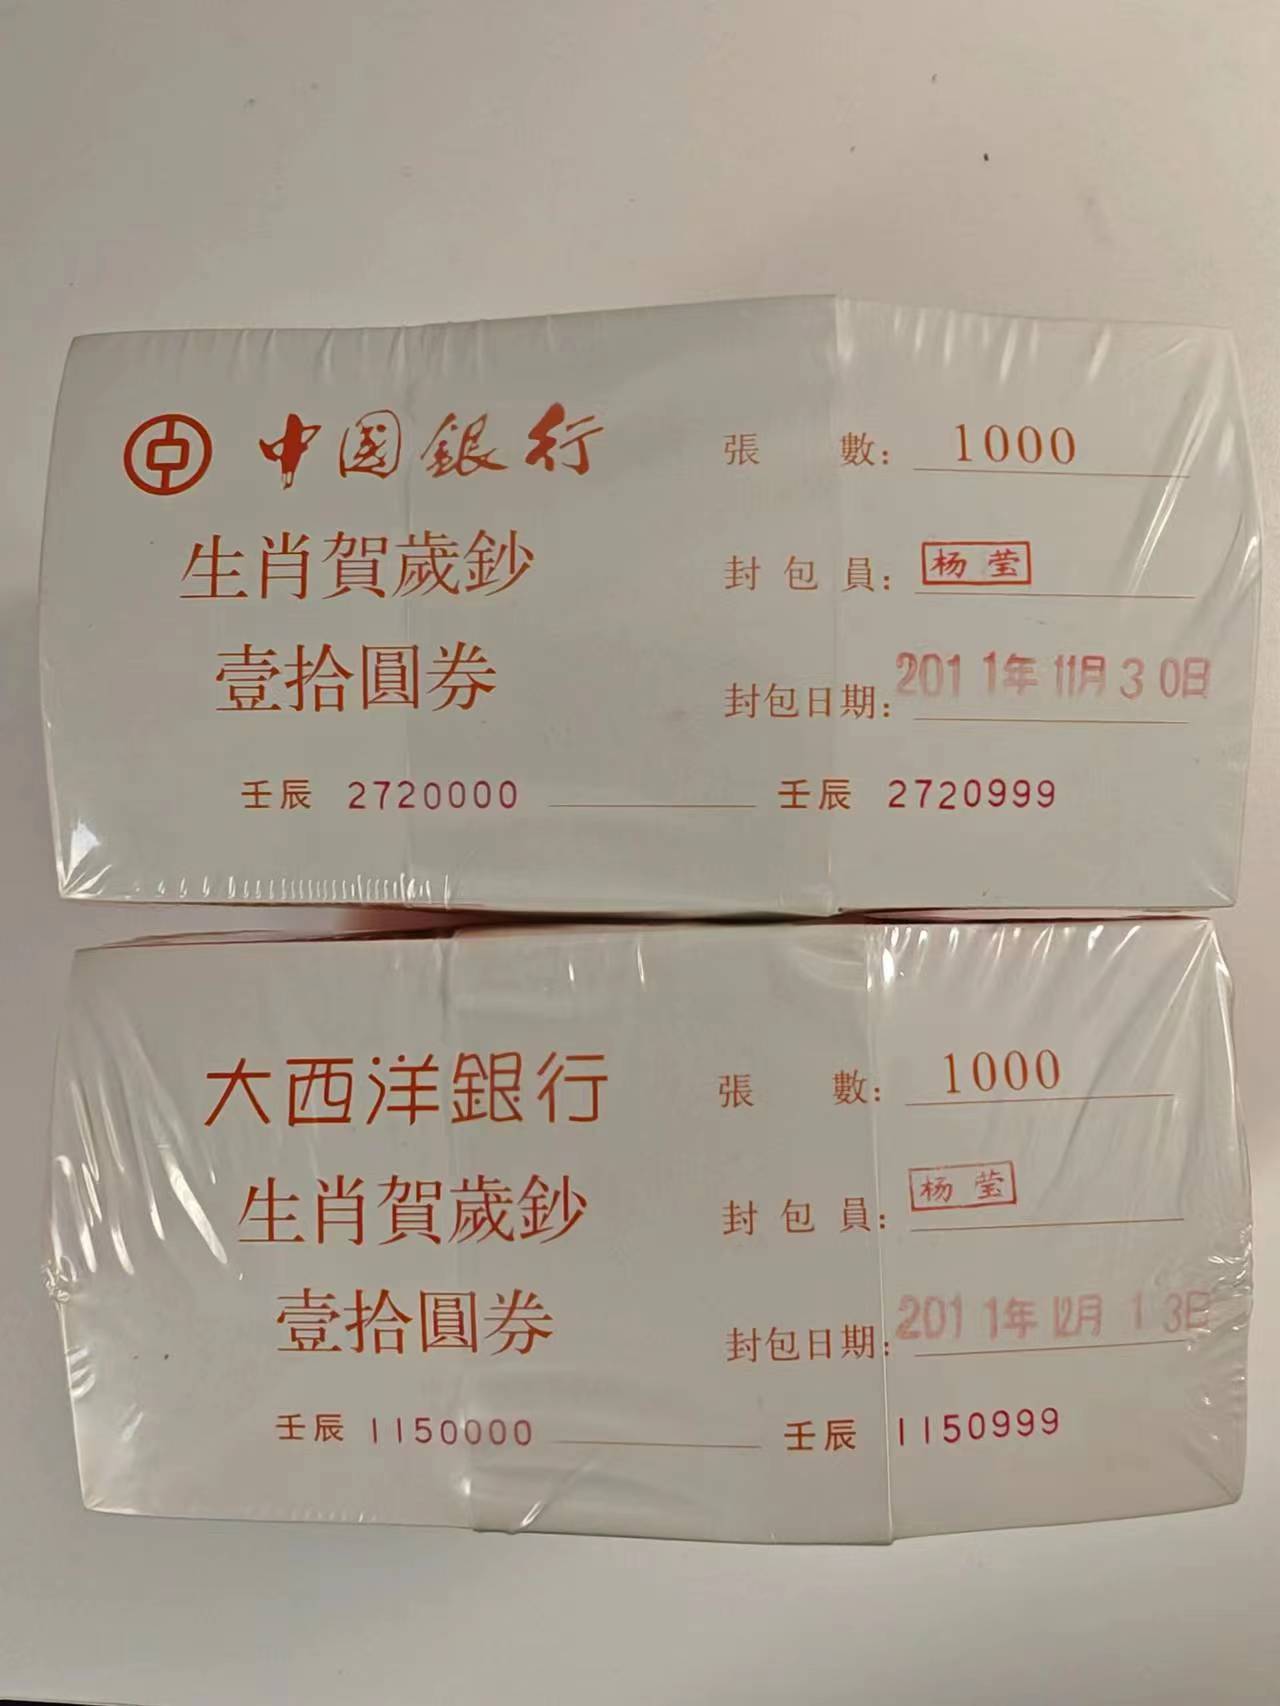 中國銀行
生肖賀歲鈔
壹拾圓券
張 數: 1000
封包員: 杨莹
封包日期: 2011年11月30日
壬辰 2720000 壬辰 2720999
大西洋銀行
生肖賀歲鈔
壹拾圓券
張 數: 1000
封包員: 杨莹
封包日期: 2011年12月13日
壬辰 1150000 壬辰 1150999